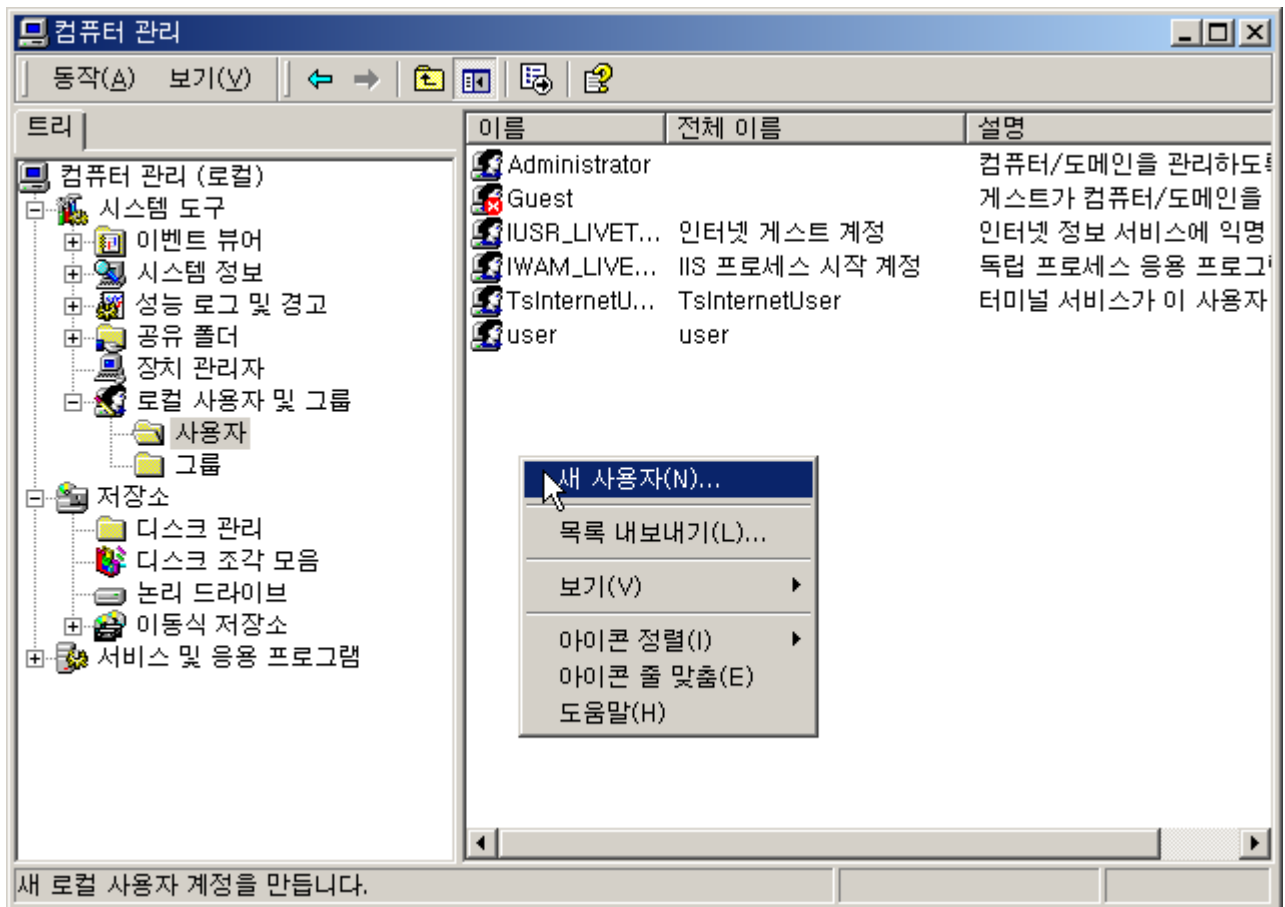 컴퓨터 관리
동작(A) 보기(V)
트리
이름 전체 이름 설명
컴퓨터 관리 (로컬)
시스템 도구
이벤트 뷰어
시스템 정보
성능 로그 및 경고
공유 폴더
장치 관리자
로컬 사용자 및 그룹
사용자
그룹
저장소
디스크 관리
디스크 조각 모음
논리 드라이브
이동식 저장소
서비스 및 응용 프로그램
Administrator 컴퓨터/도메인을 관리하도록
Guest 게스트가 컴퓨터/도메인을
IUSR_LIVET... 인터넷 게스트 계정 인터넷 정보 서비스에 익명
IWAM_LIVE... IIS 프로세스 시작 계정 독립 프로세스 응용 프로그
TsInternetU... TsInternetUser 터미널 서비스가 이 사용자
user user
새 사용자(N)...
목록 내보내기(L)...
보기(V)
아이콘 정렬(I)
아이콘 줄 맞춤(E)
도움말(H)
새 로컬 사용자 계정을 만듭니다.